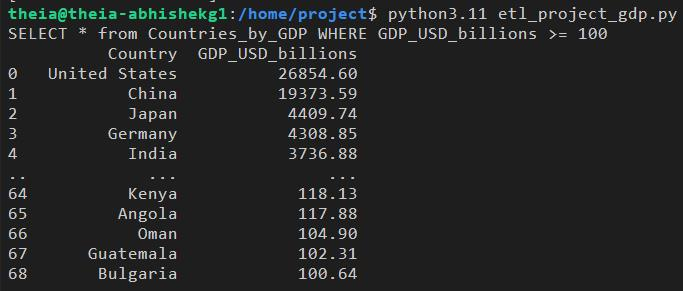 theia@theia-abhishekg1:/home/project$ python3.11 etl_project_gdp.py
SELECT * from Countries_by_GDP WHERE GDP_USD_billions >= 100
Country GDP_USD_billions
0 United States 26854.60
1 China 19373.59
2 Japan 4409.74
3 Germany 4308.85
4 India 3736.88
.. ... ...
64 Kenya 118.13
65 Angola 117.88
66 Oman 104.90
67 Guatemala 102.31
68 Bulgaria 100.64